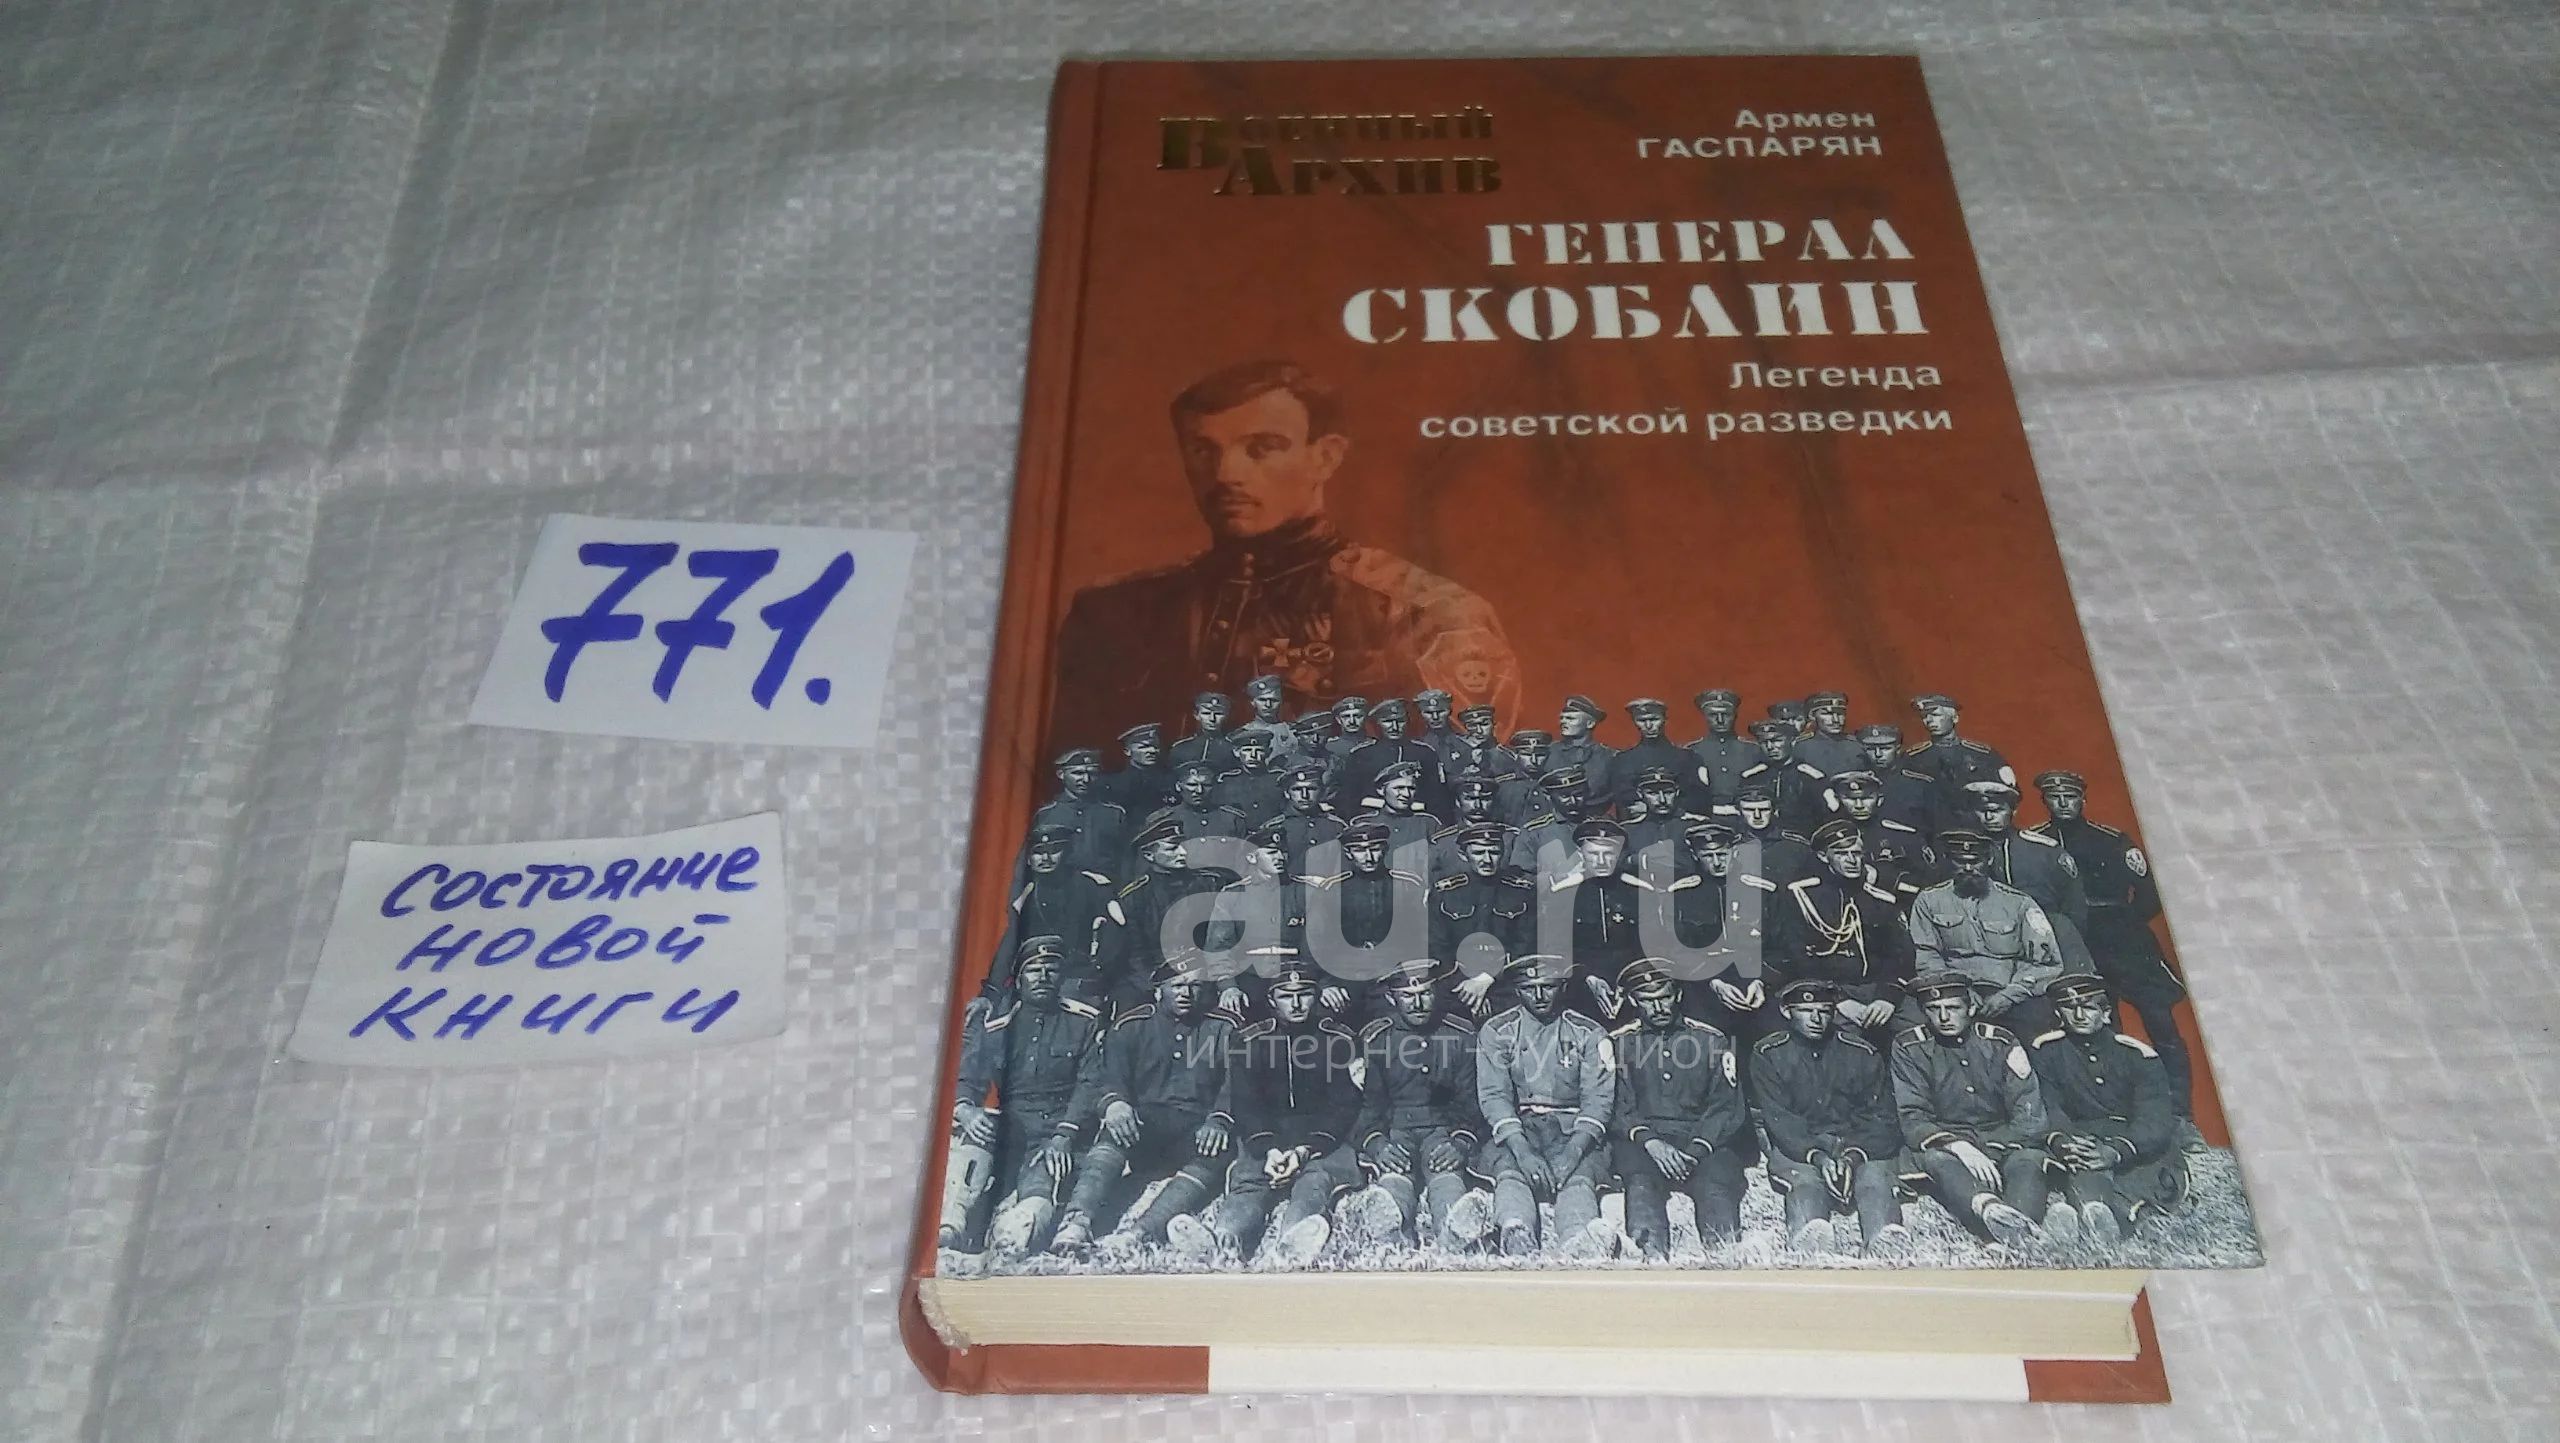 Военный
Архив
Армен
ГАСПАРЯН
ГЕНЕРАЛ
СКОБЛИН
Легенда
советской разведки
771.
состояние
новой
книги
au.ru
интернет-аукцион